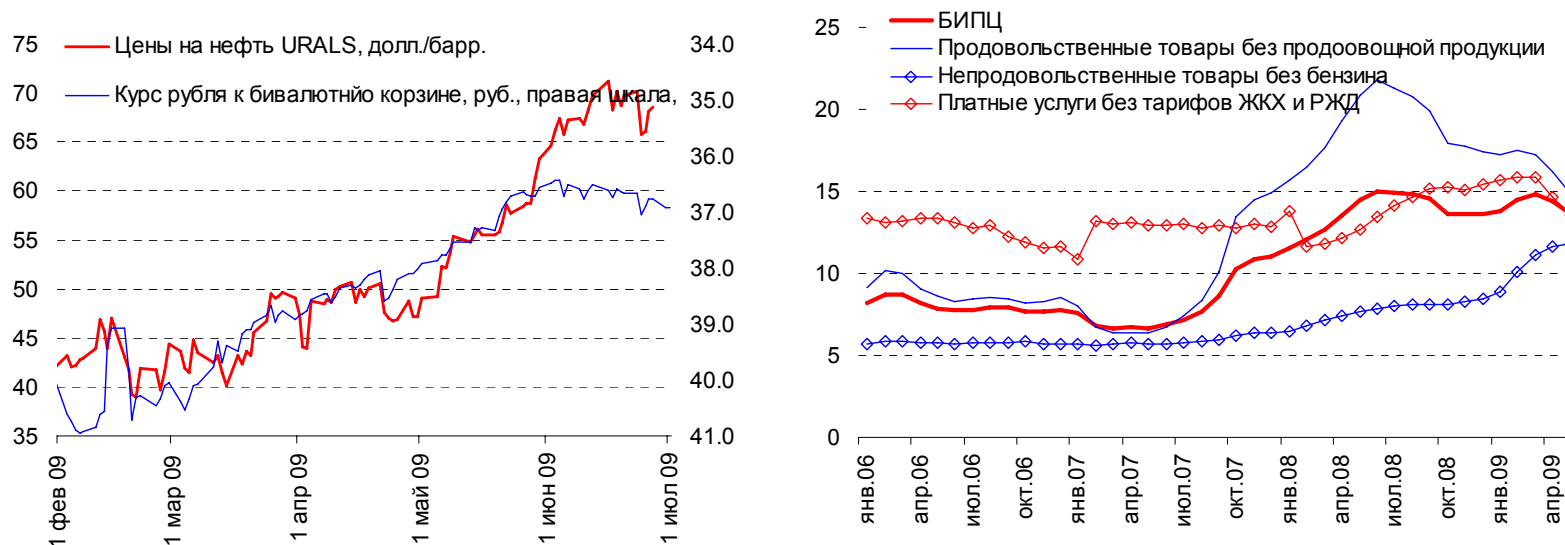 Цены на нефть URALS, долл./барр.
Курс рубля к бивалютнйо корзине, руб., правая шкала,
75
70
65
60
55
50
45
40
35
34.0
35.0
36.0
37.0
38.0
39.0
40.0
41.0
1 фев 09
1 мар 09
1 апр 09
1 май 09
1 июн 09
1 июл 09
БИПЦ
Продовольственные товары без продоовощной продукции
Непродовольственные товары без бензина
Платные услуги без тарифов ЖКХ и РЖД
25
20
15
10
5
0
янв.06
апр.06
июл.06
окт.06
янв.07
апр.07
июл.07
окт.07
янв.08
апр.08
июл.08
окт.08
янв.09
апр.09